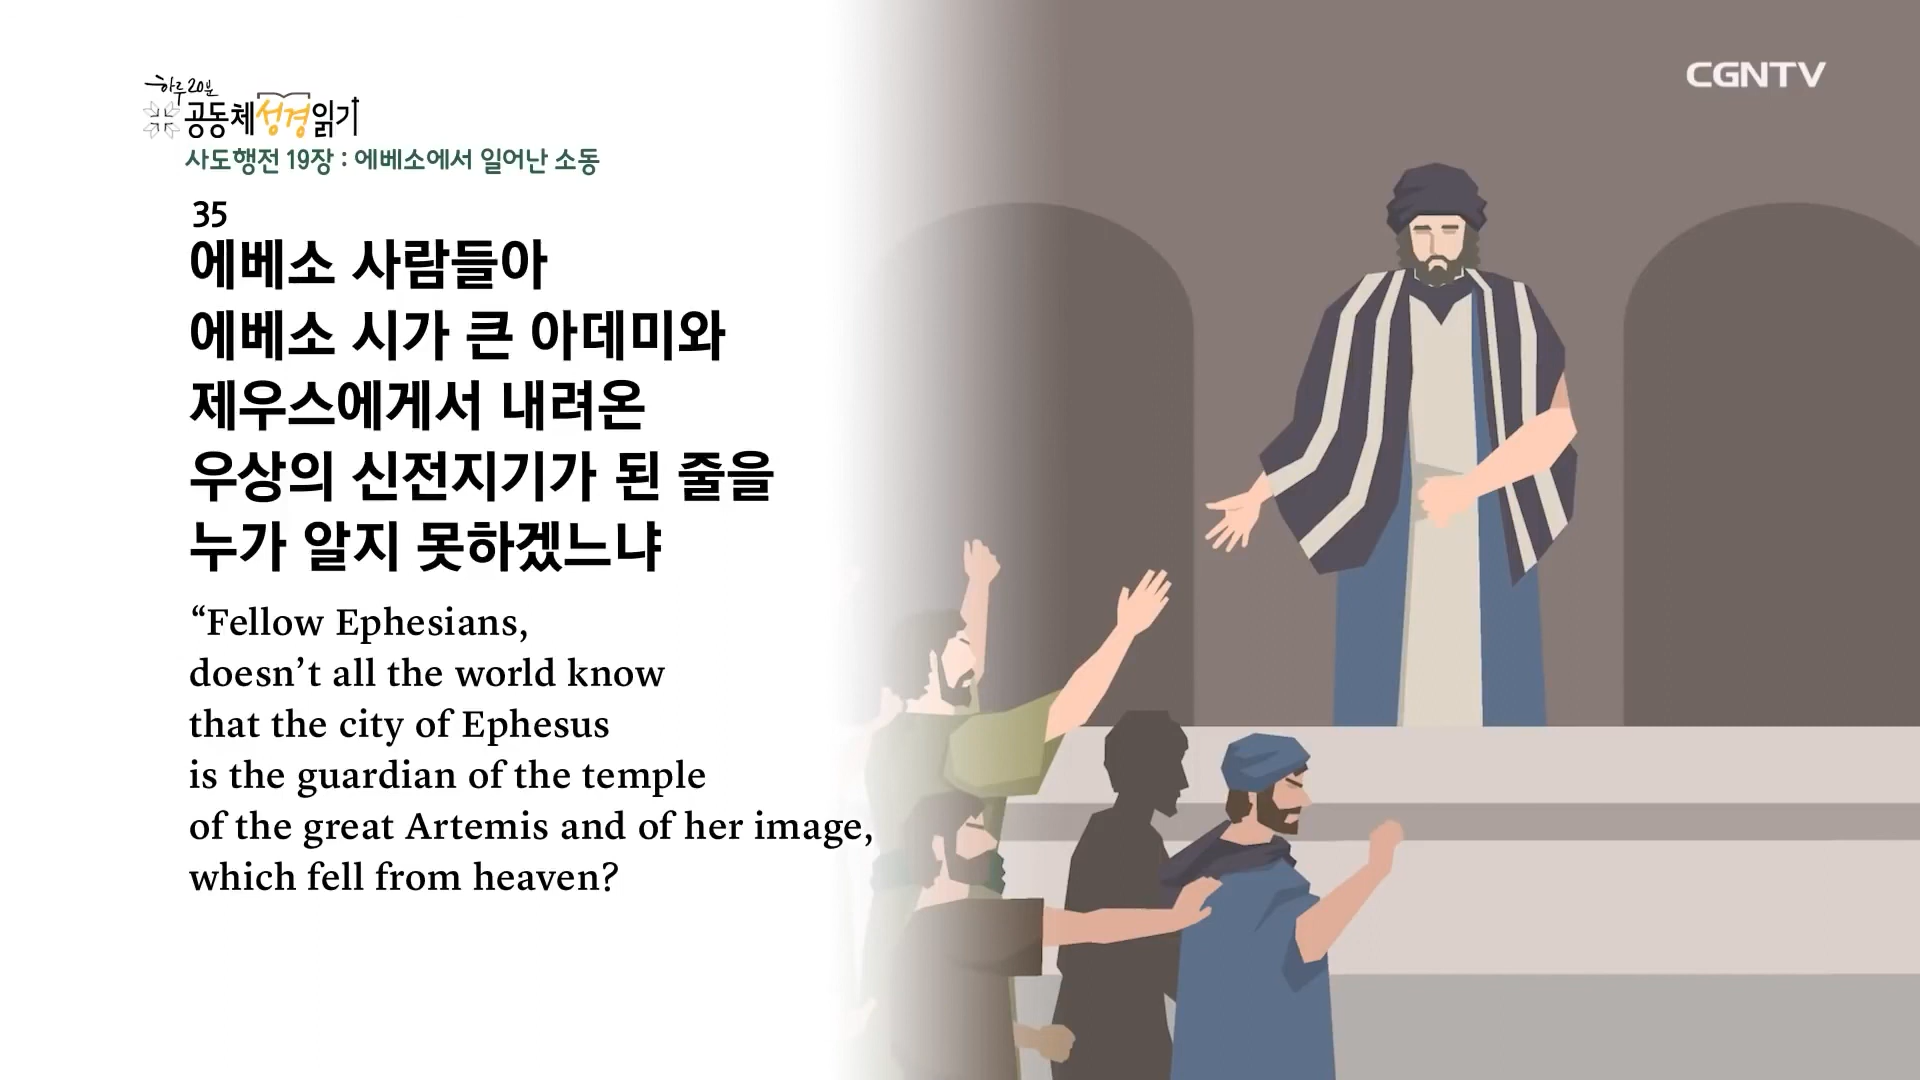 하루 20분
공동체성경읽기
CGNTV
사도행전 19장 : 에베소에서 일어난 소동
35
에베소 사람들아
에베소 시가 큰 아데미와
제우스에게서 내려온
우상의 신전지기가 된 줄을
누가 알지 못하겠느냐
“Fellow Ephesians,
doesn’t all the world know
that the city of Ephesus
is the guardian of the temple
of the great Artemis and of her image,
which fell from heaven?